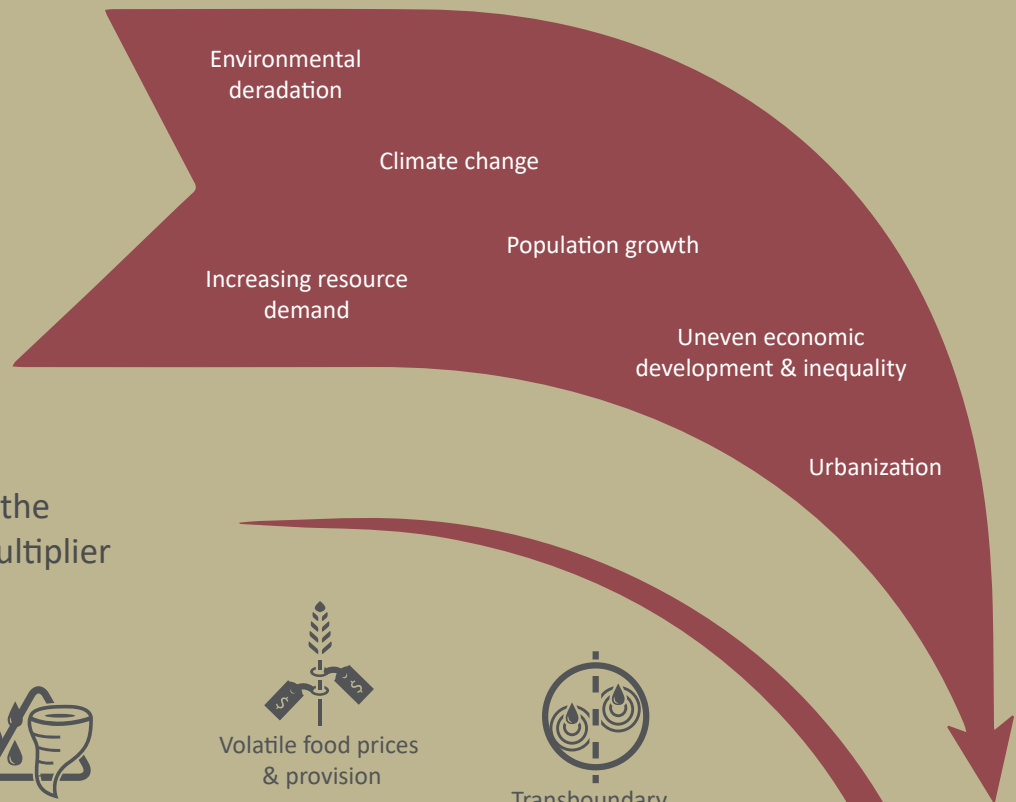 Environmental
deradation
Climate change
Population growth
Increasing resource
demand
Uneven economic
development & inequality
Urbanization
the
ultiplier
$
$
Volatile food prices
& provision
Transboundary